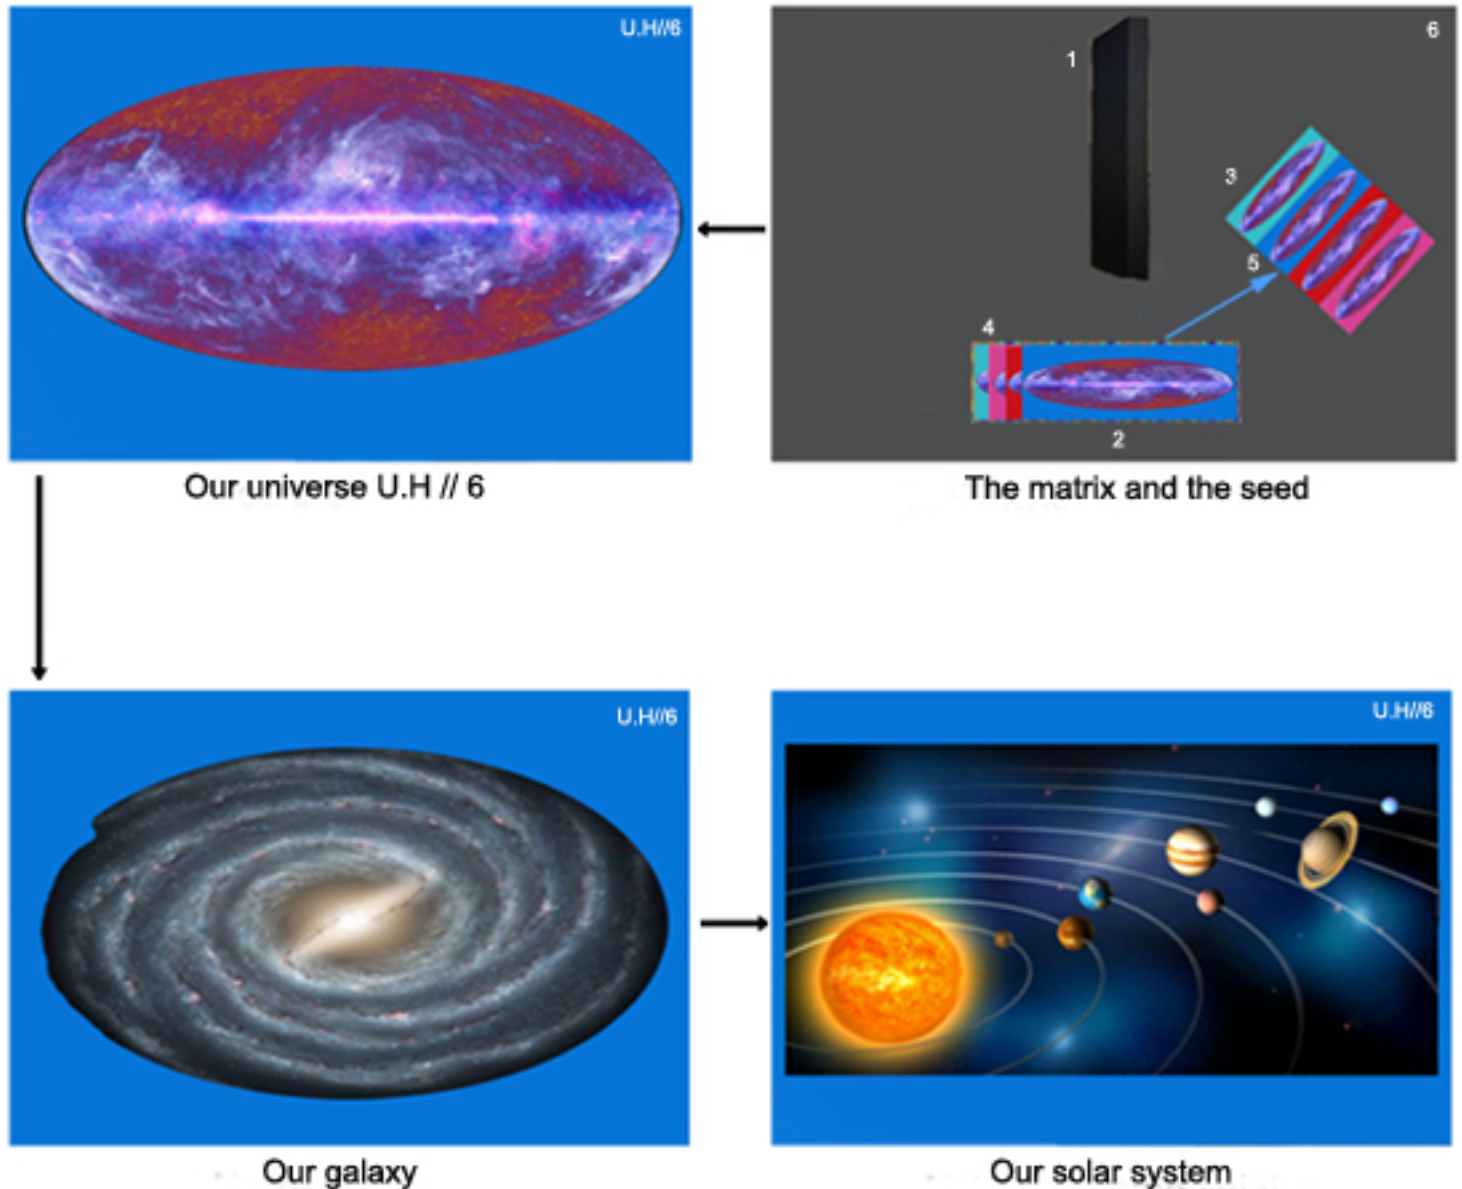 U.H//6
6
1
3
5
4
2
Our universe U.H // 6
The matrix and the seed
U.H//6
U.H//6
Our galaxy
Our solar system